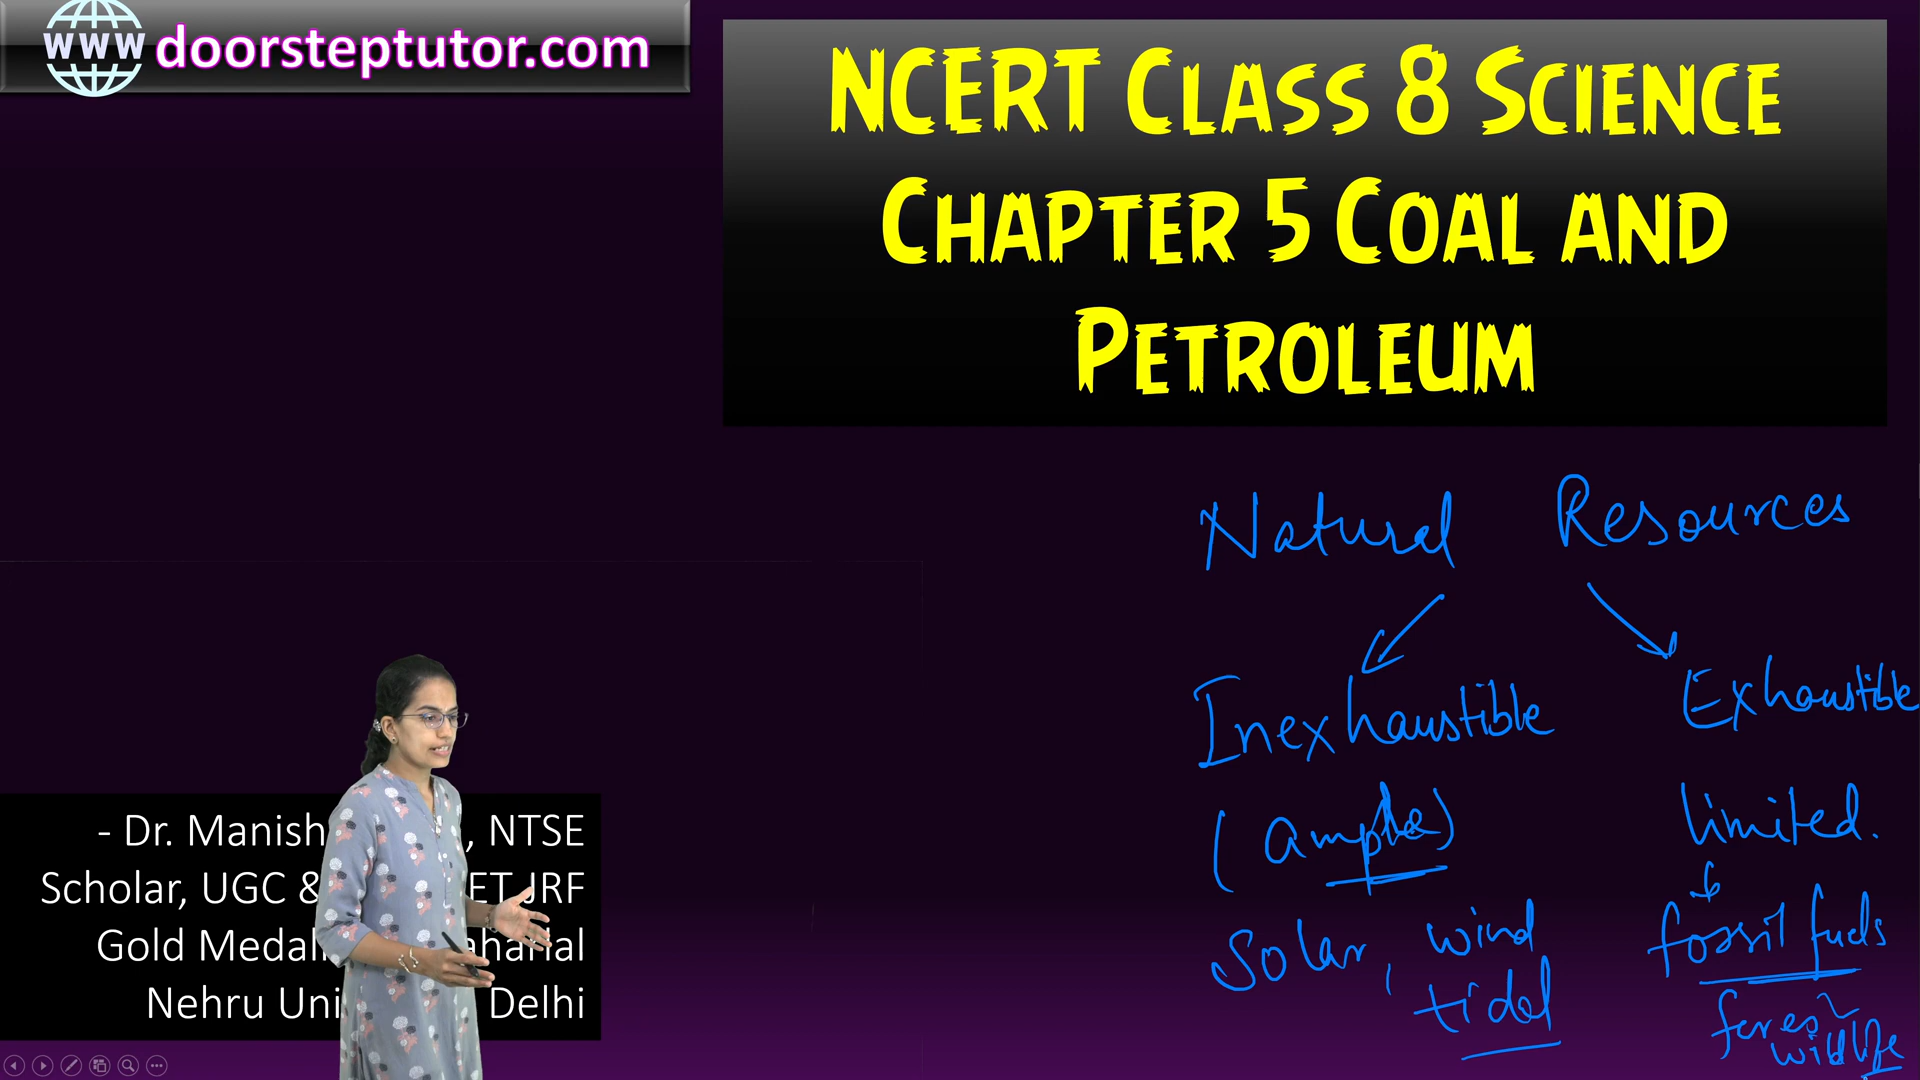 www doorsteptutor.com
NCERT Class 8 Science
Chapter 5 Coal and
Petroleum
Natural Resources
Inexhaustible Exhaustible
(ample) limited.
Solar, wind fossil fuels
tidal forest
wildlife
- Dr. Manish , NTSE
Scholar, UGC & JRF
Gold Medal
Nehru Uni Delhi